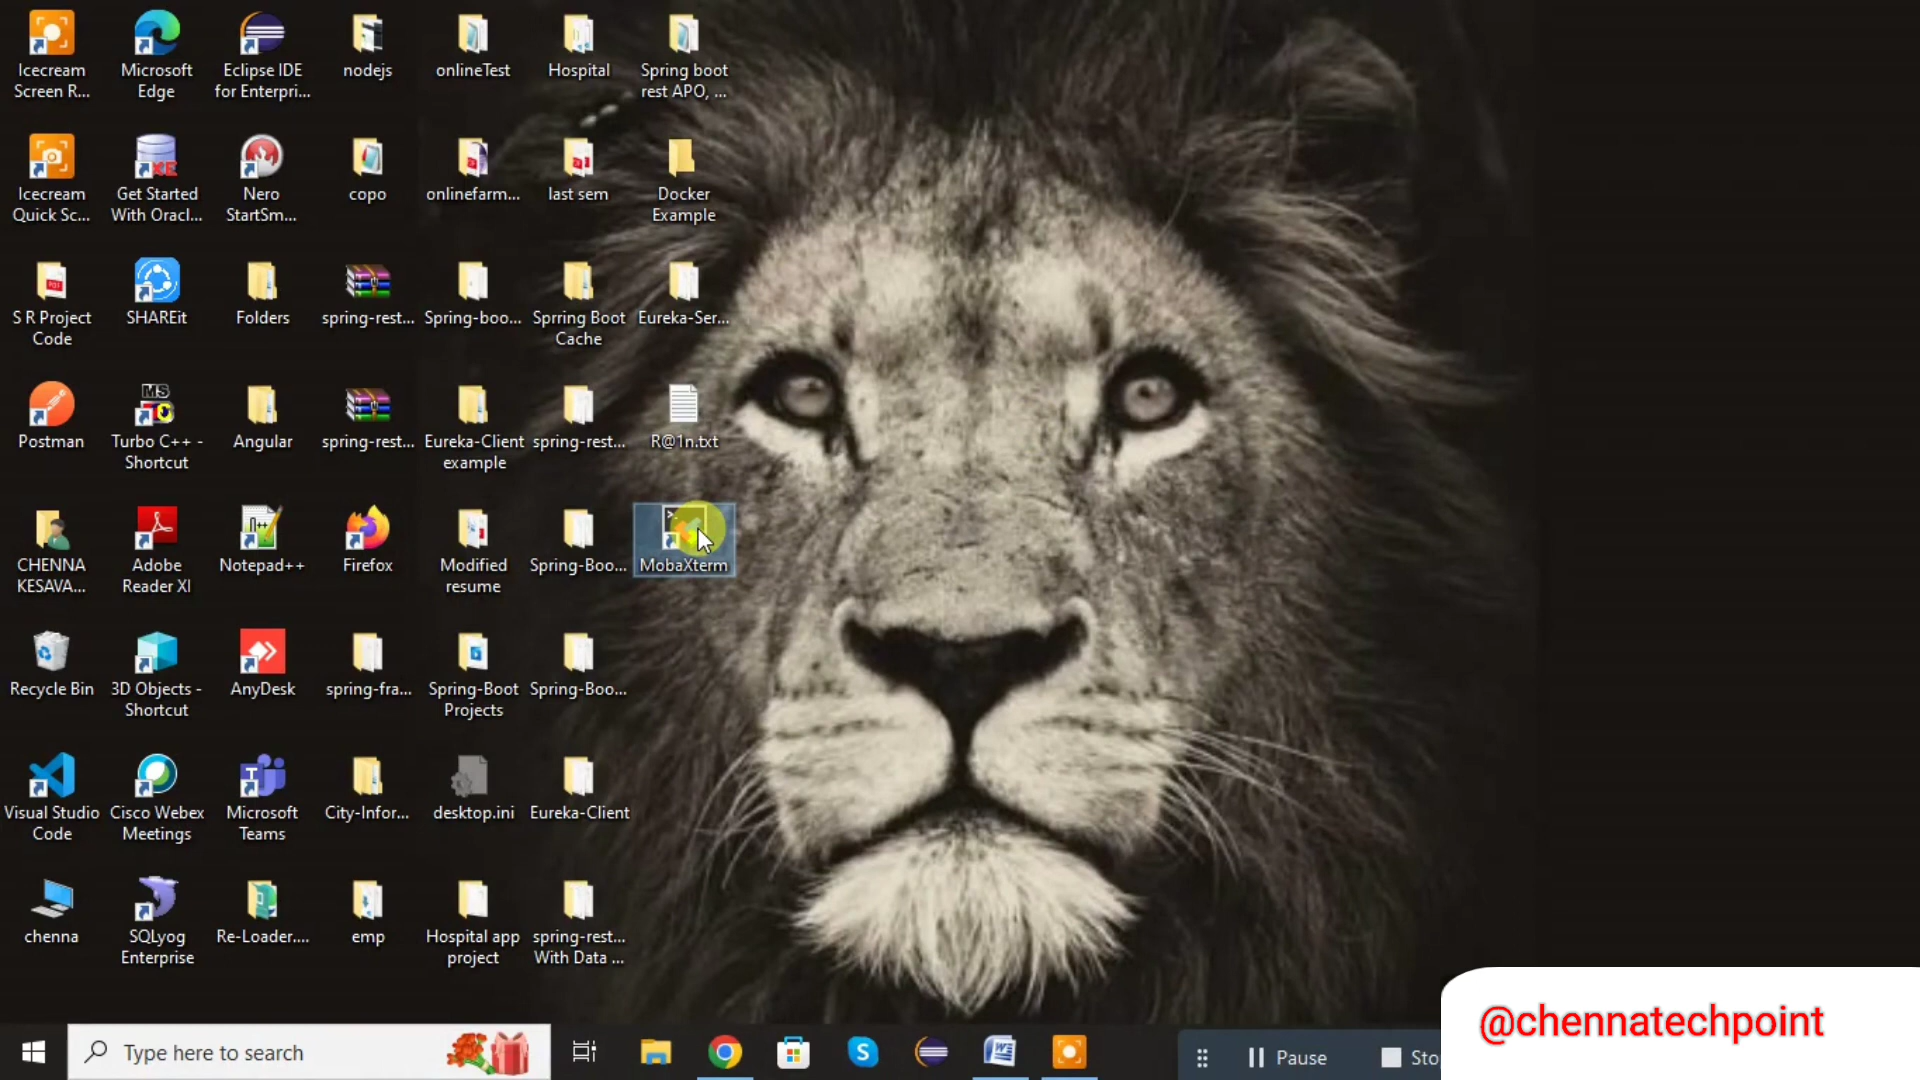 Icecream
Screen R...
Microsoft
Edge
Eclipse IDE
for Enterpri...
nodejs
onlineTest
Hospital
Spring boot
rest APO, ...
Icecream
Quick Sc...
Get Started
With Oracl...
Nero
StartSm...
copo
onlinefarm...
last sem
Docker
Example
S R Project
Code
SHAREit
Folders
spring-rest...
Spring-boo...
Sprring Boot
Cache
Eureka-Ser...
Postman
Turbo C++ -
Shortcut
Angular
spring-rest...
Eureka-Client
example
spring-rest...
R@1n.txt
CHENNA
KESAVA...
Adobe
Reader XI
Notepad++
Firefox
Modified
resume
Spring-Boo...
MobaXterm
Recycle Bin
3D Objects -
Shortcut
AnyDesk
spring-fra...
Spring-Boot
Projects
Spring-Boo...
Visual Studio
Code
Cisco Webex
Meetings
Microsoft
Teams
City-Infor...
desktop.ini
Eureka-Client
chenna
SQLyog
Enterprise
Re-Loader....
emp
Hospital app
project
spring-rest...
With Data ...
@chennatechpoint
Type here to search
Pause
Sto